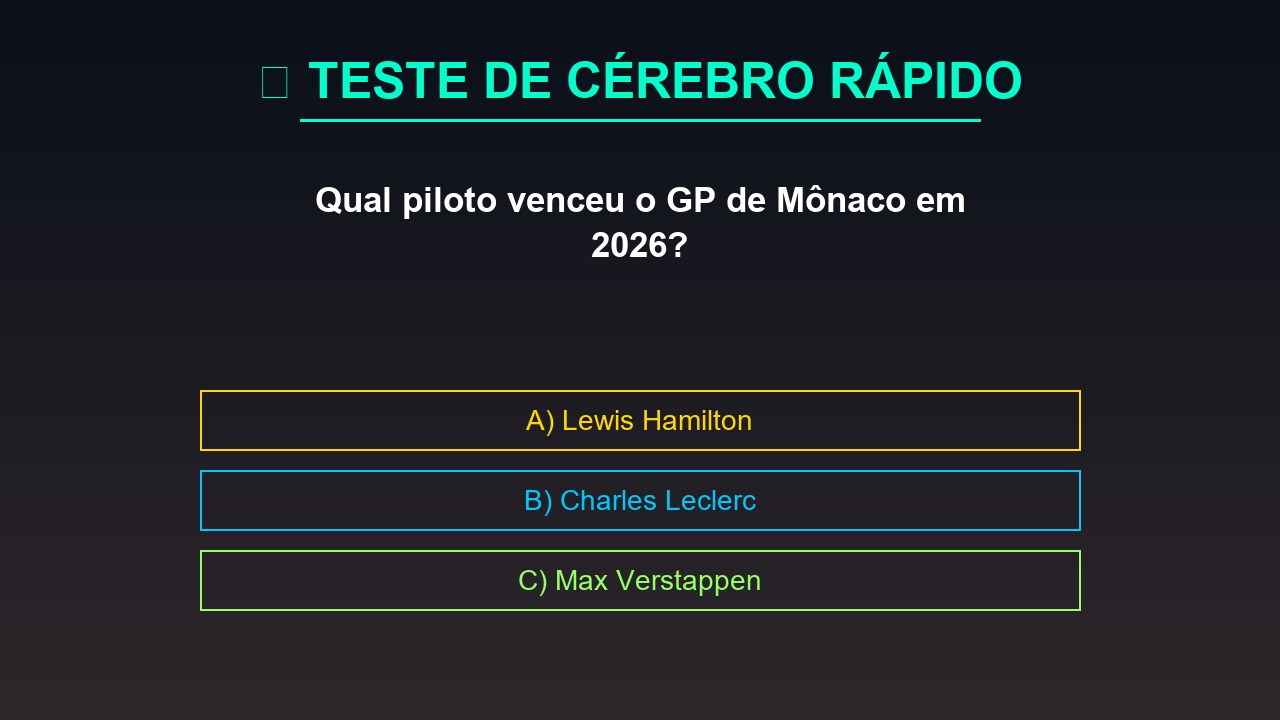 TESTE DE CÉREBRO RÁPIDO
Qual piloto venceu o GP de Mônaco em
2026?
A) Lewis Hamilton
B) Charles Leclerc
C) Max Verstappen